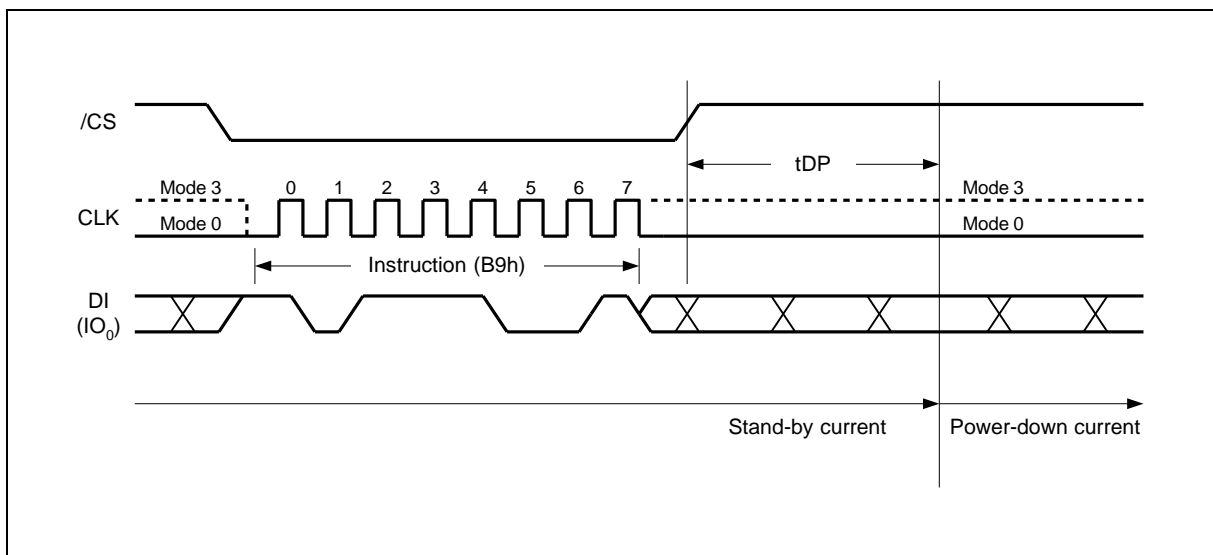 /CS
tDP
0 1 2 3 4 5 6 7
Mode 3
Mode 3
CLK
Mode 0
Mode 0
Instruction (B9h)
DI
(IO₀)
Stand-by current
Power-down current